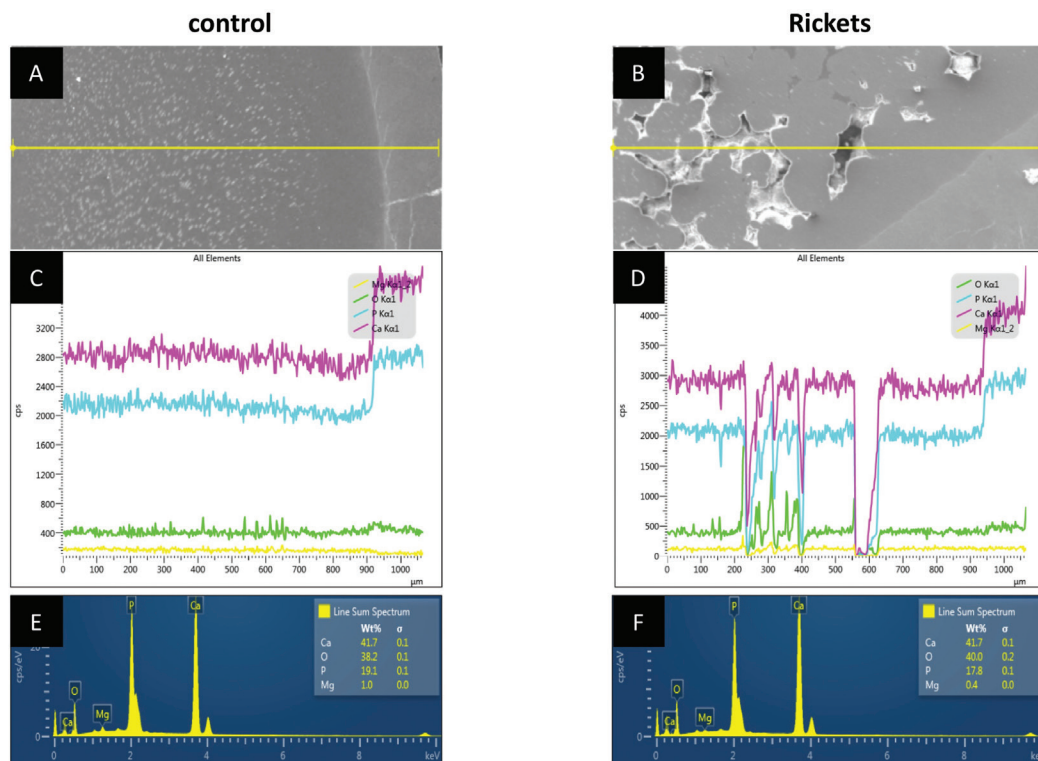 control
Rickets
A
B
C
All Elements
Mg Kα1_2
O Kα1
P Kα1
Ca Kα1
cps
3200
2800
2400
2000
1600
1200
800
400
0 100 200 300 400 500 600 700 800 900 1000
µm
D
All Elements
O Kα1
P Kα1
Ca Kα1
Mg Kα1_2
cps
4000
3500
3000
2500
2000
1500
1000
500
0
0 100 200 300 400 500 600 700 800 900 1000
µm
E
cps/eV
20
0
P
Ca
O
Ca
Mg
Line Sum Spectrum
Wt% σ
Ca 41.7 0.1
O 38.2 0.1
P 19.1 0.1
Mg 1.0 0.0
0 2 4 6 8 keV
F
cps/eV
0
P
Ca
O
Ca
Mg
Line Sum Spectrum
Wt% σ
Ca 41.7 0.1
O 40.0 0.2
P 17.8 0.1
Mg 0.4 0.0
0 2 4 6 8 keV